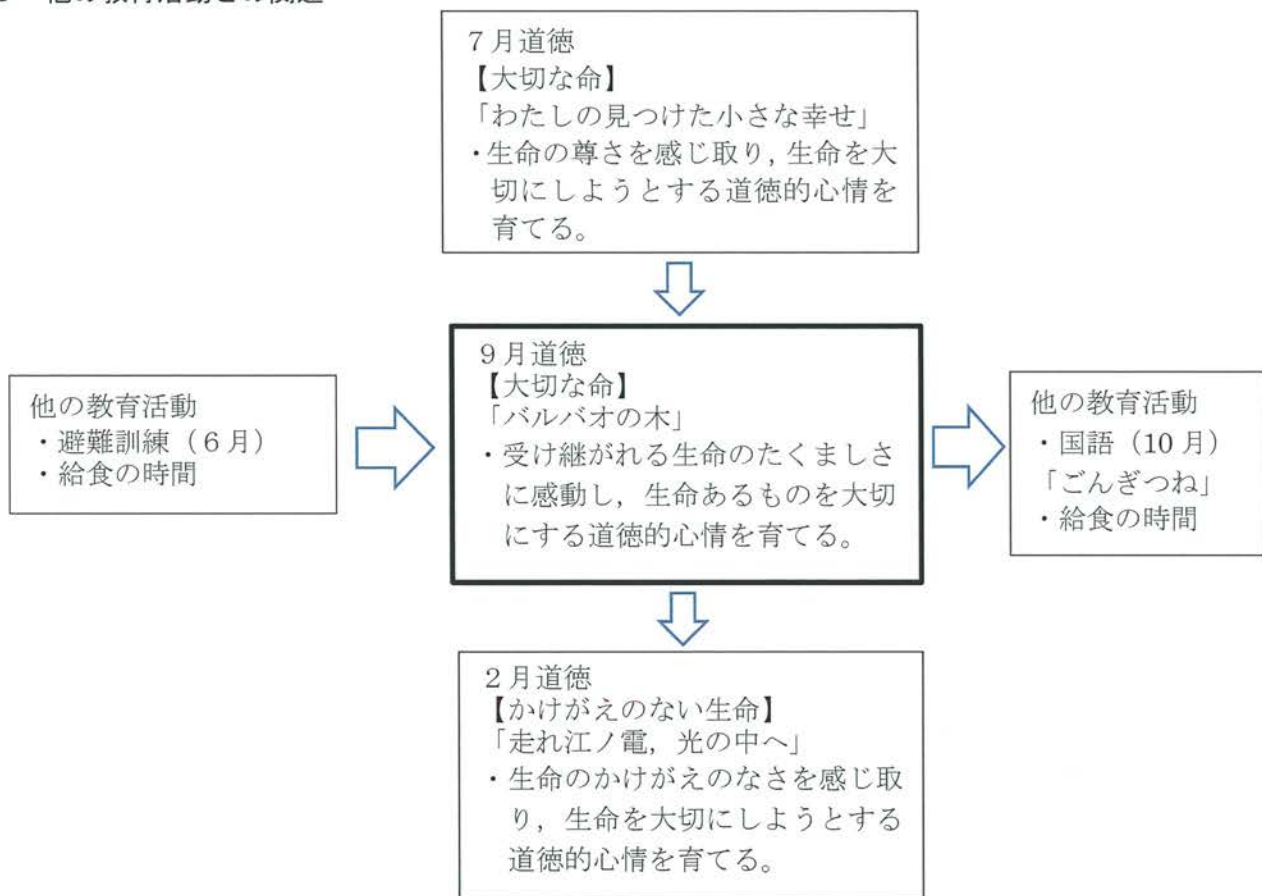 7月道徳
【大切な命】
「わたしの見つけた小さな幸せ」
・生命の尊さを感じ取り，生命を大
切にしようとする道徳的心情を
育てる。
他の教育活動
・避難訓練（６月）
・給食の時間
9月道徳
【大切な命】
「バルバオの木」
・受け継がれる生命のたくましさ
に感動し，生命あるものを大切
にする道徳的心情を育てる。
他の教育活動
・国語（10 月）
「ごんぎつね」
・給食の時間
2月道徳
【かけがえのない生命】
「走れ江ノ電，光の中へ」
・生命のかけがえのなさを感じ取
り，生命を大切にしようとする
道徳的心情を育てる。